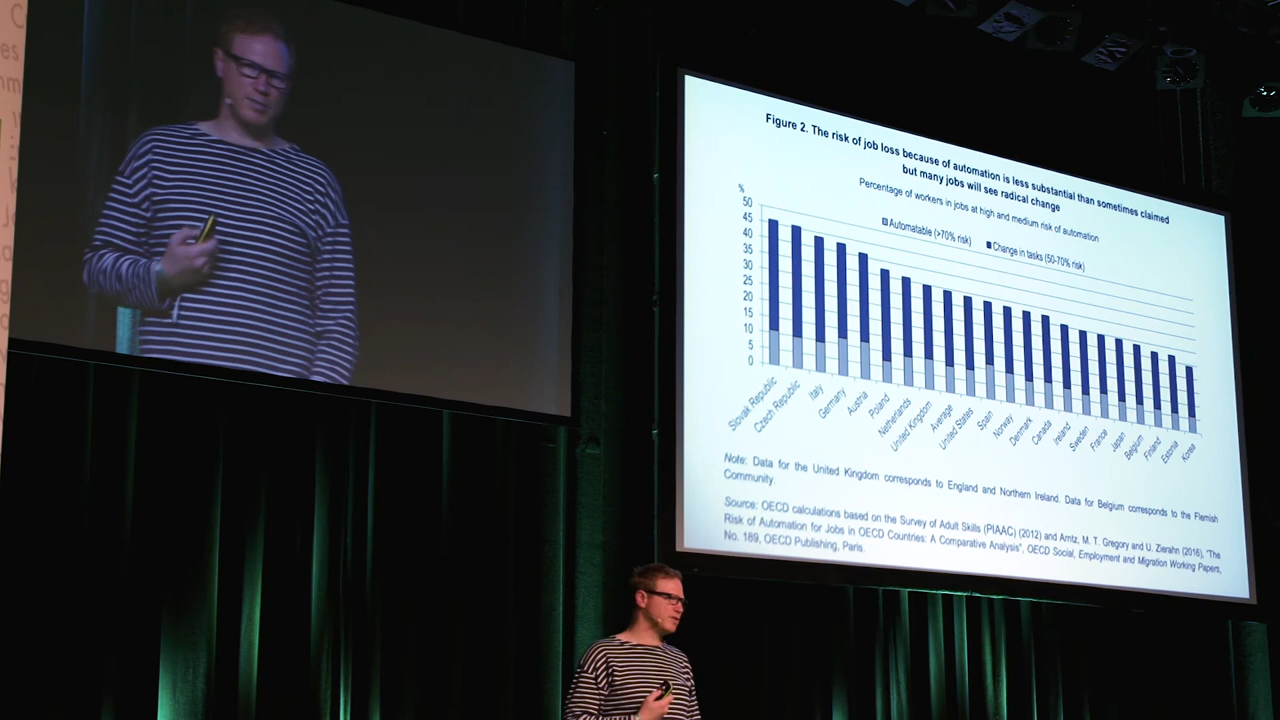 Figure 2. The risk of job loss because of automation is less substantial than sometimes claimed
but many jobs will see radical change
Percentage of workers in jobs at high and medium risk of automation
%
Automatable (>70% risk)
Change in tasks (50-70% risk)
50
45
40
35
30
25
20
15
10
5
0
Slovak Republic
Czech Republic
Italy
Germany
Austria
Poland
Netherlands
United Kingdom
Average
United States
Spain
Norway
Denmark
Canada
Ireland
Sweden
France
Japan
Belgium
Finland
Estonia
Korea
Note: Data for the United Kingdom corresponds to England and Northern Ireland. Data for Belgium corresponds to the Flemish
Community.
Source: OECD calculations based on the Survey of Adult Skills (PIAAC) (2012) and Arntz, M. T. Gregory and U. Zierahn (2016), "The
Risk of Automation for Jobs in OECD Countries: A Comparative Analysis", OECD Social, Employment and Migration Working Papers,
No. 189, OECD Publishing, Paris.